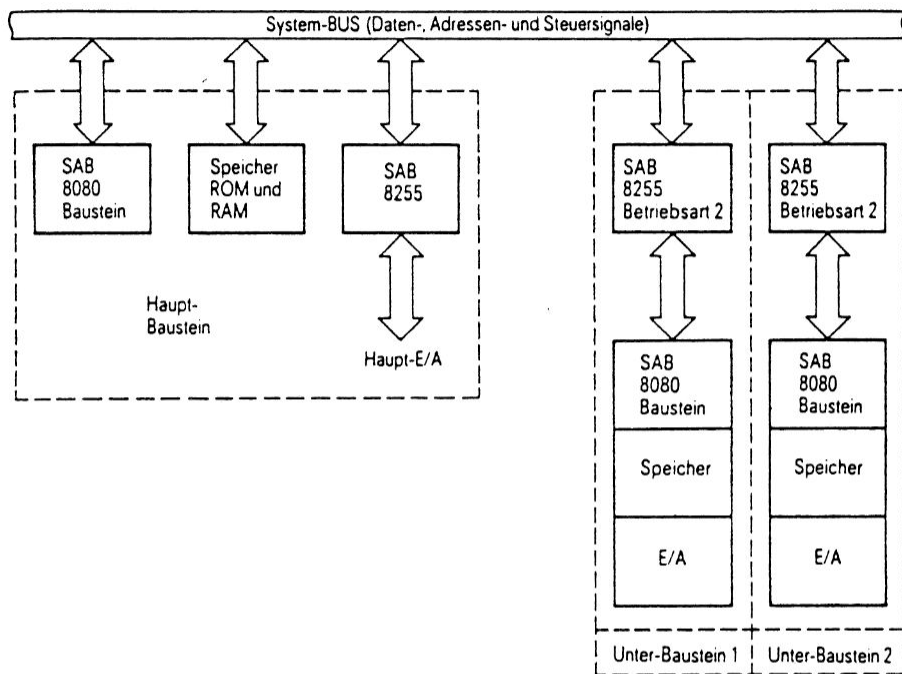 System-BUS (Daten-, Adressen- und Steuersignale)
SAB
8080
Baustein
Speicher
ROM und
RAM
SAB
8255
Haupt-
Baustein
Haupt-E/A
SAB
8255
Betriebsart 2
SAB
8080
Baustein
Speicher
E/A
Unter-Baustein 1
SAB
8255
Betriebsart 2
SAB
8080
Baustein
Speicher
E/A
Unter-Baustein 2